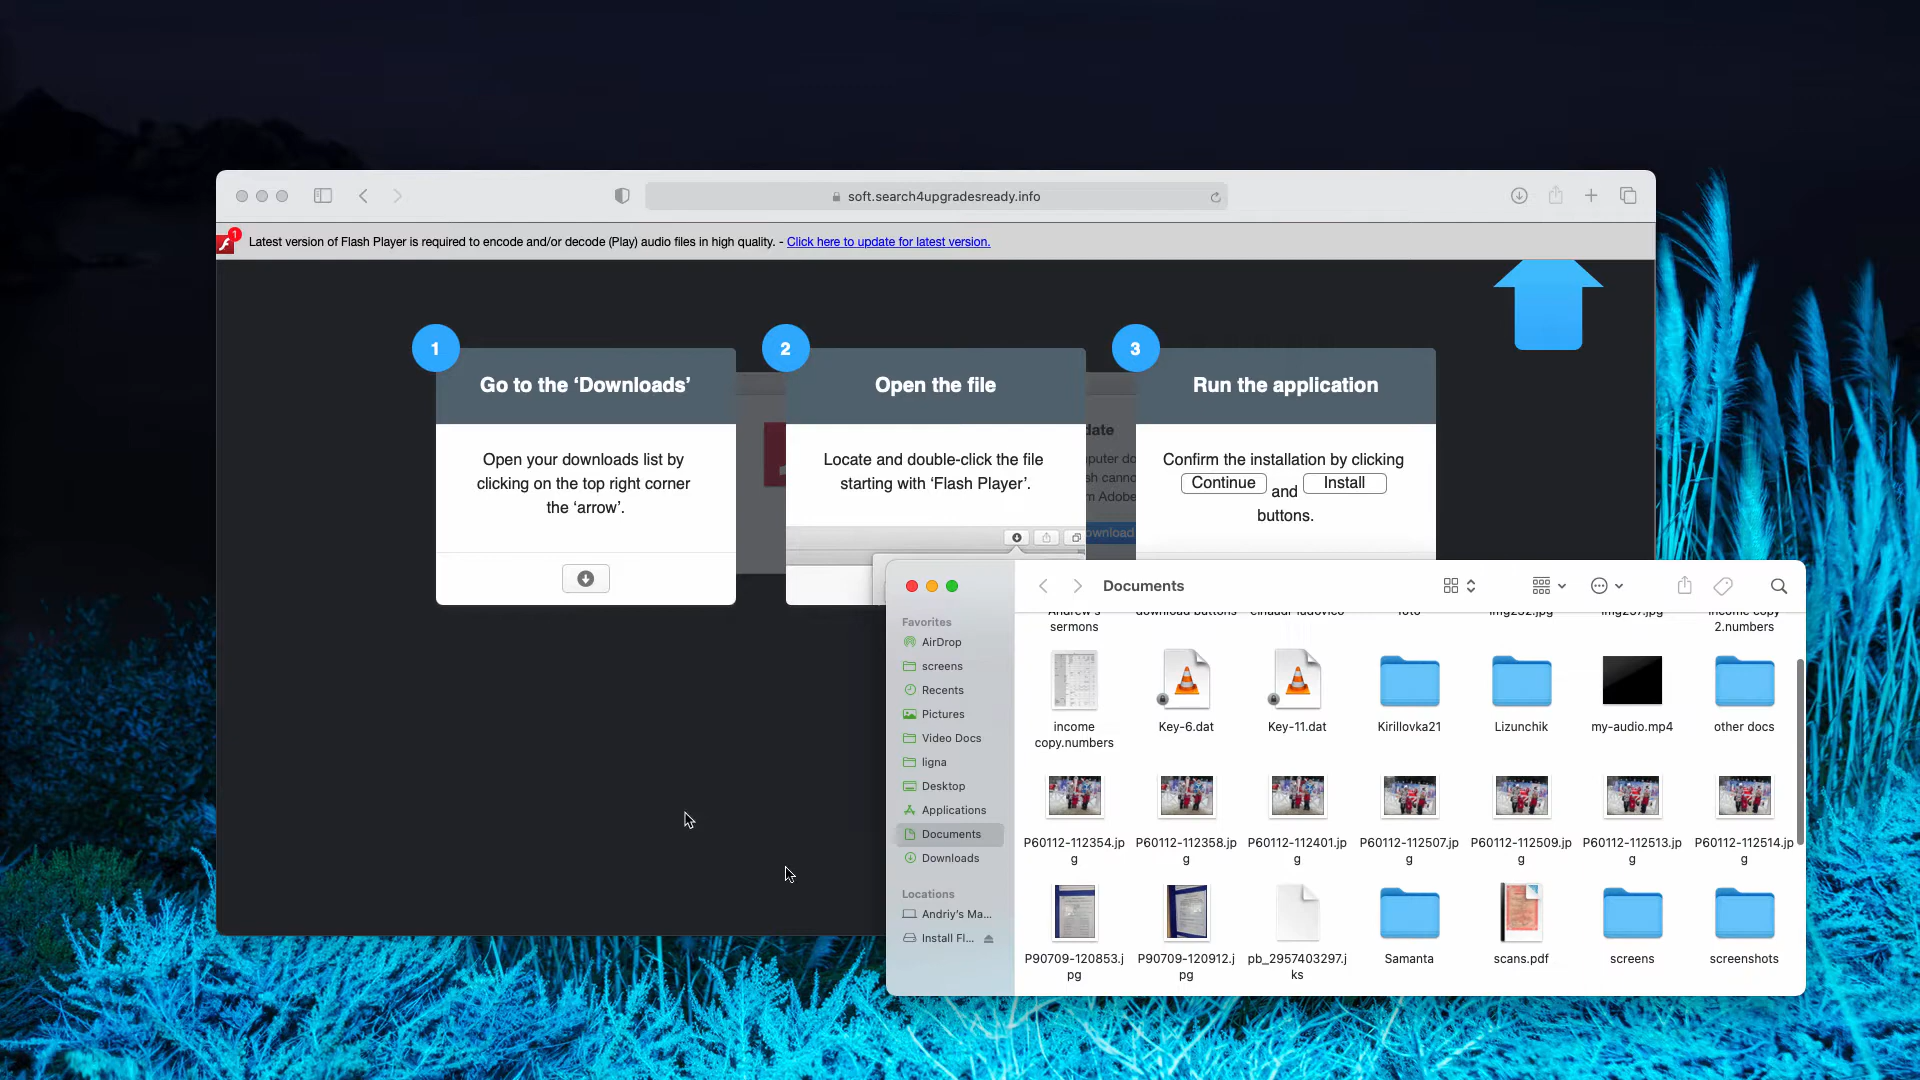 soft.search4upgradesready.info
1
Latest version of Flash Player is required to encode and/or decode (Play) audio files in high quality. - Click here to update for latest version.
1
Go to the ‘Downloads’
Open your downloads list by
clicking on the top right corner
the ‘arrow’.
2
Open the file
Locate and double-click the file
starting with ‘Flash Player’.
3
Run the application
Confirm the installation by clicking
Continue and Install
buttons.
Documents
Favorites
AirDrop
screens
Recents
Pictures
Video Docs
ligna
Desktop
Applications
Documents
Downloads
Locations
Andriy's Ma...
Install Fl...
sermons
2.numbers
income
copy.numbers
Key-6.dat
Key-11.dat
Kirillovka21
Lizunchik
my-audio.mp4
other docs
P60112-112354.jp
g
P60112-112358.jp
g
P60112-112401.jp
g
P60112-112507.jp
g
P60112-112509.jp
g
P60112-112513.jp
g
P60112-112514.jp
g
P90709-120853.j
pg
P90709-120912.j
pg
pb_2957403297.j
ks
Samanta
scans.pdf
screens
screenshots